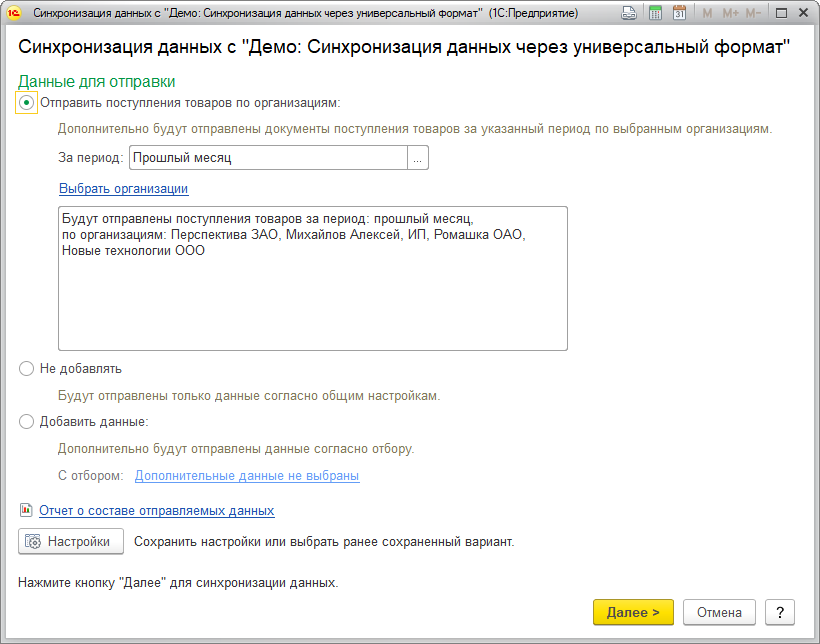 Синхронизация данных с "Демо: Синхронизация данных через универсальный формат" (1С:Предприятие)
31 M M+ M-
Синхронизация данных с "Демо: Синхронизация данных через универсальный формат"
Данные для отправки
Отправить поступления товаров по организациям:
Дополнительно будут отправлены документы поступления товаров за указанный период по выбранным организациям.
За период: Прошлый месяц ...
Выбрать организации
Будут отправлены поступления товаров за период: прошлый месяц,
по организациям: Перспектива ЗАО, Михайлов Алексей, ИП, Ромашка ОАО,
Новые технологии ООО
Не добавлять
Будут отправлены только данные согласно общим настройкам.
Добавить данные:
Дополнительно будут отправлены данные согласно отбору.
С отбором: Дополнительные данные не выбраны
Отчет о составе отправляемых данных
Настройки Сохранить настройки или выбрать ранее сохраненный вариант.
Нажмите кнопку "Далее" для синхронизации данных.
Далее > Отмена ?